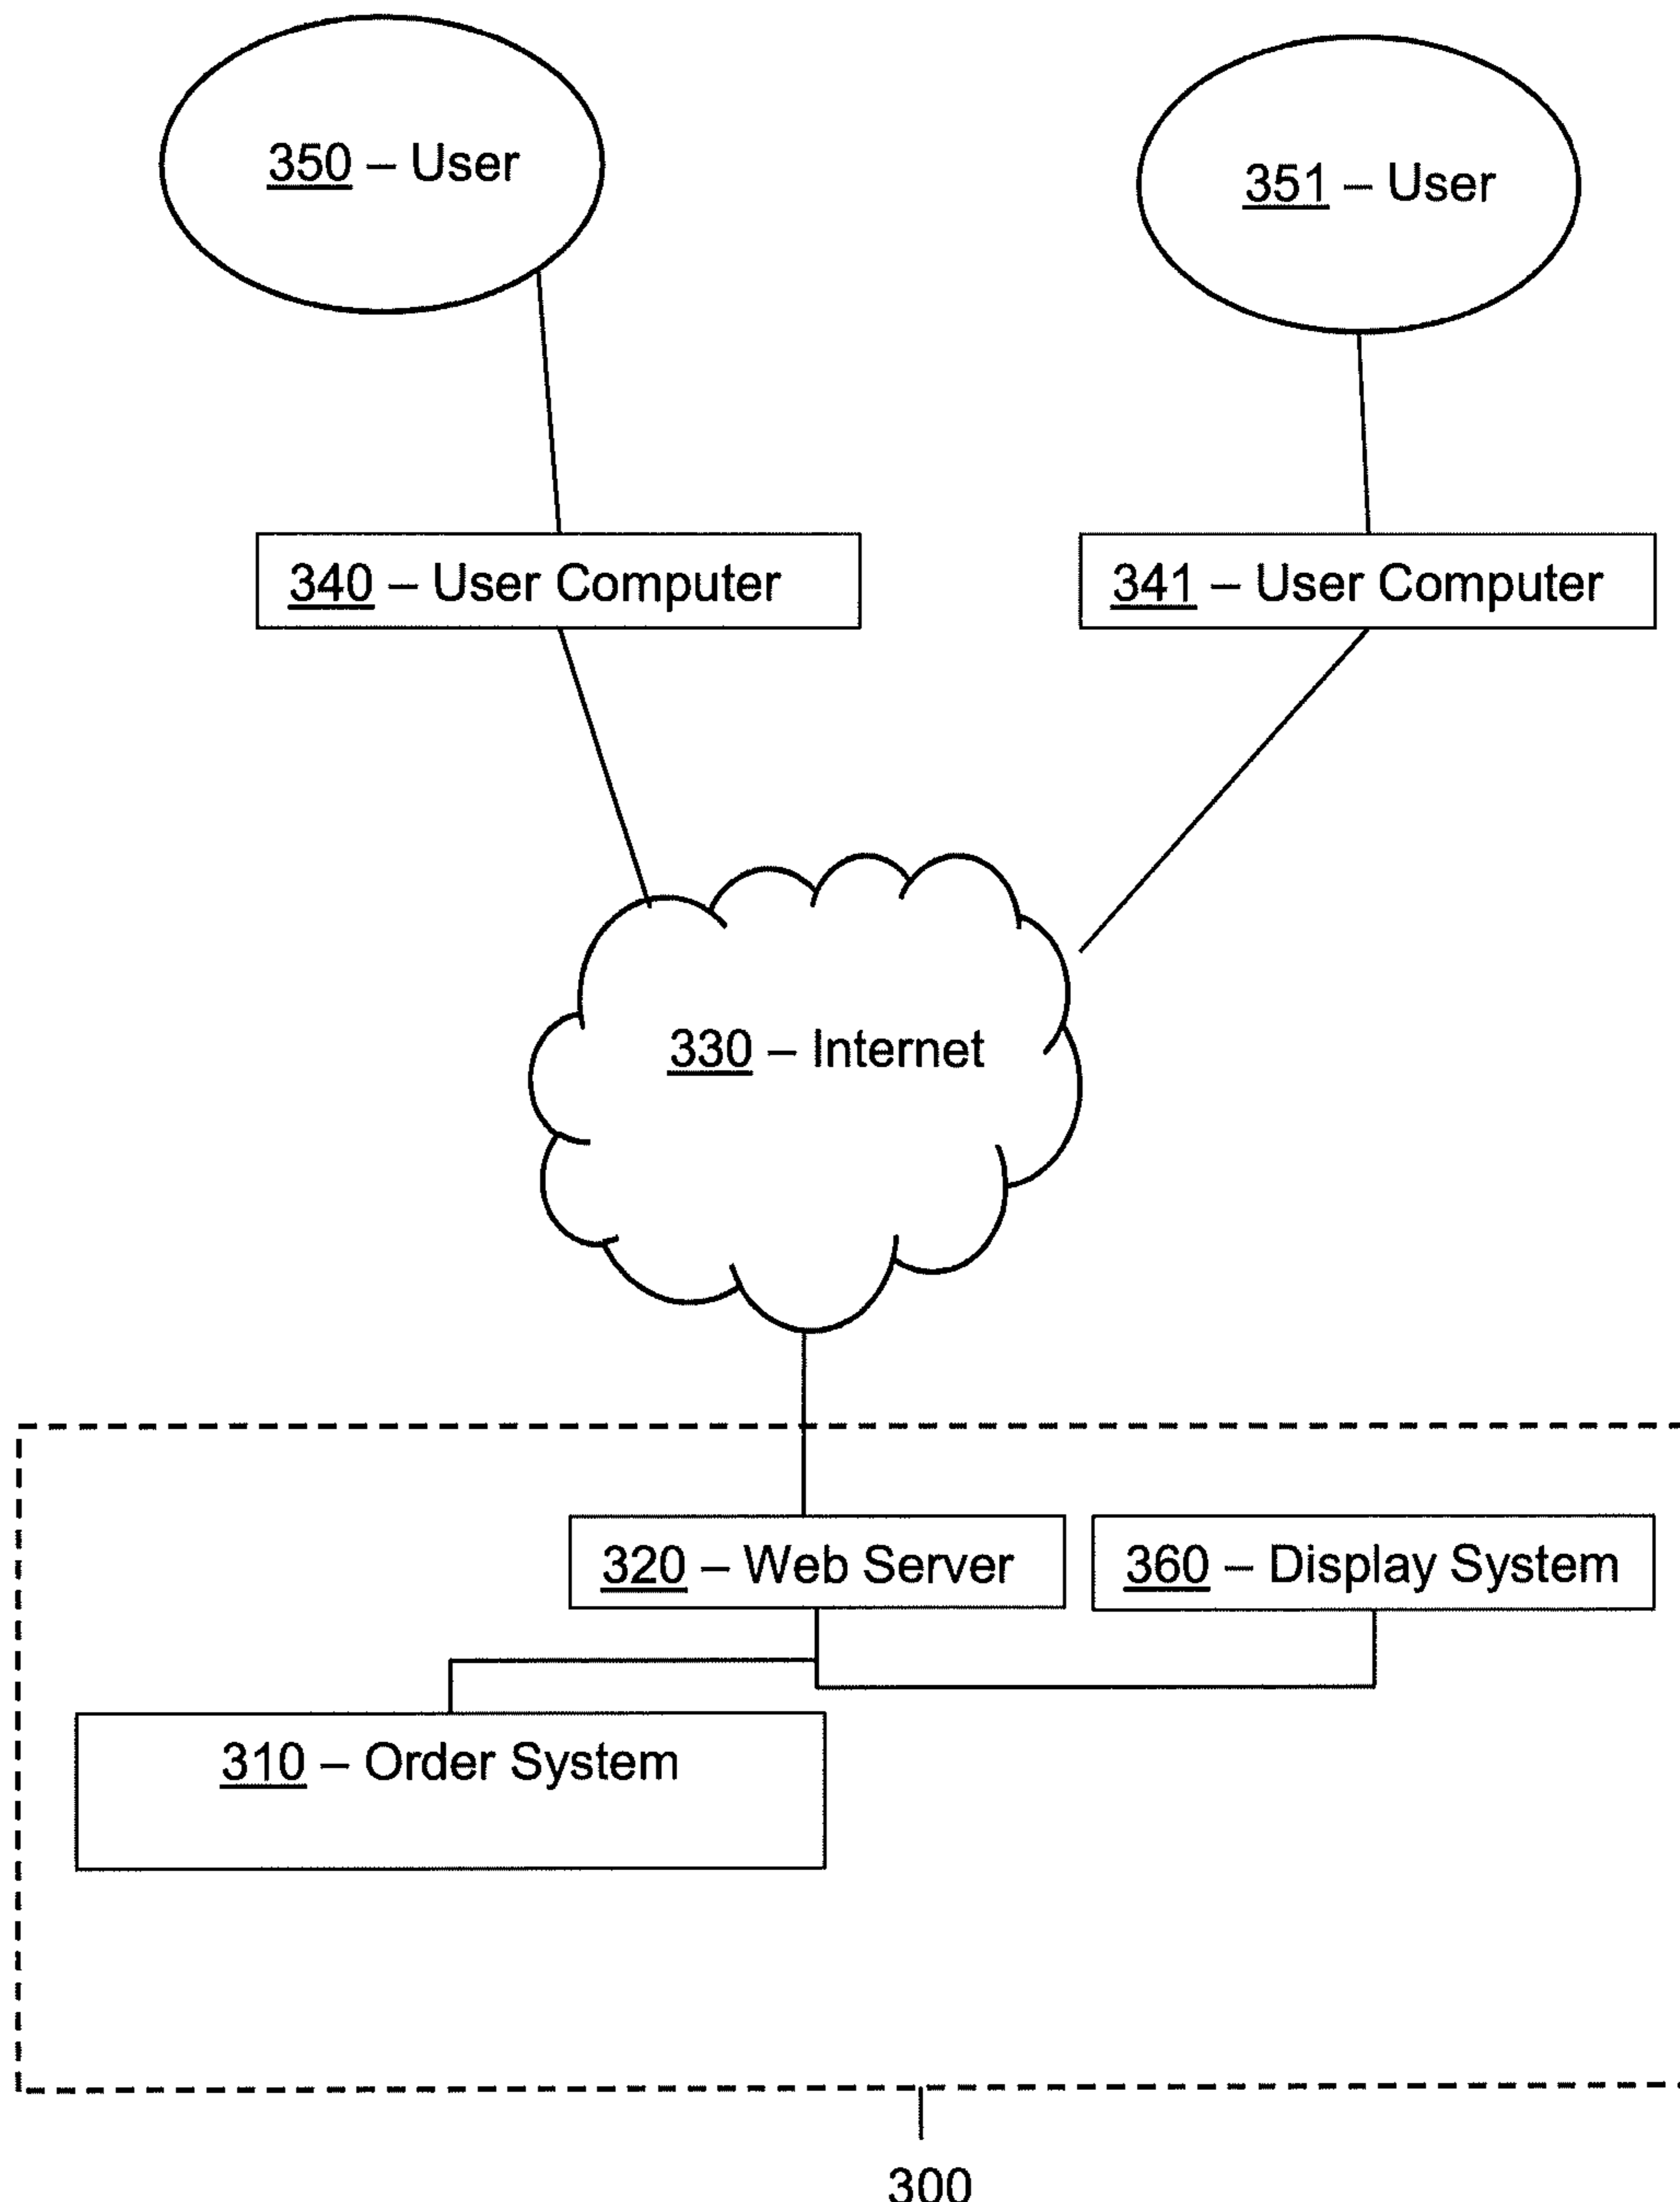 350 – User
351 – User
340 – User Computer
341 – User Computer
330 – Internet
320 – Web Server
360 – Display System
310 – Order System
300